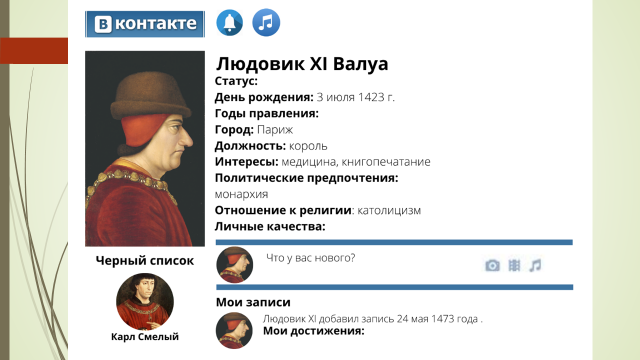 В контакте
Людовик XI Валуа
Статус:
День рождения: 3 июля 1423 г.
Годы правления:
Город: Париж
Должность: король
Интересы: медицина, книгопечатание
Политические предпочтения:
монархия
Отношение к религии: католицизм
Личные качества:
Черный список
Карл Смелый
Что у вас нового?
Мои записи
Людовик XI добавил запись 24 мая 1473 года .
Мои достижения: